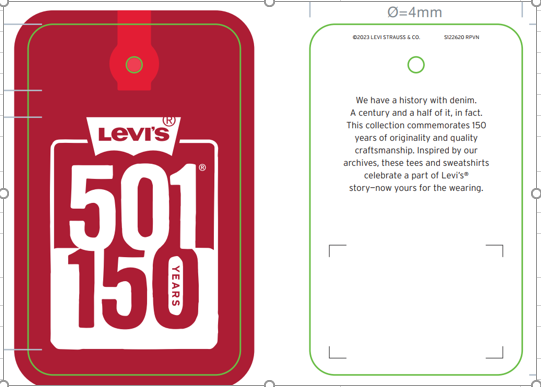 LEVI'S®
501®
150
YEARS
Ø=4mm
©2023 LEVI STRAUSS & CO. SI22620 RPVN
We have a history with denim.
A century and a half of it, in fact.
This collection commemorates 150
years of originality and quality
craftsmanship. Inspired by our
archives, these tees and sweatshirts
celebrate a part of Levi's®
story—now yours for the wearing.